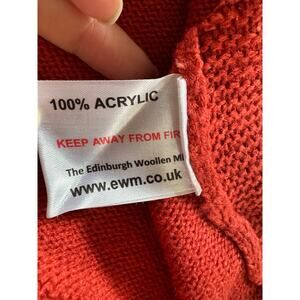 100% ACRYLIC
KEEP AWAY FROM FIR
The Edinburgh Woollen Mi
www.ewm.co.uk